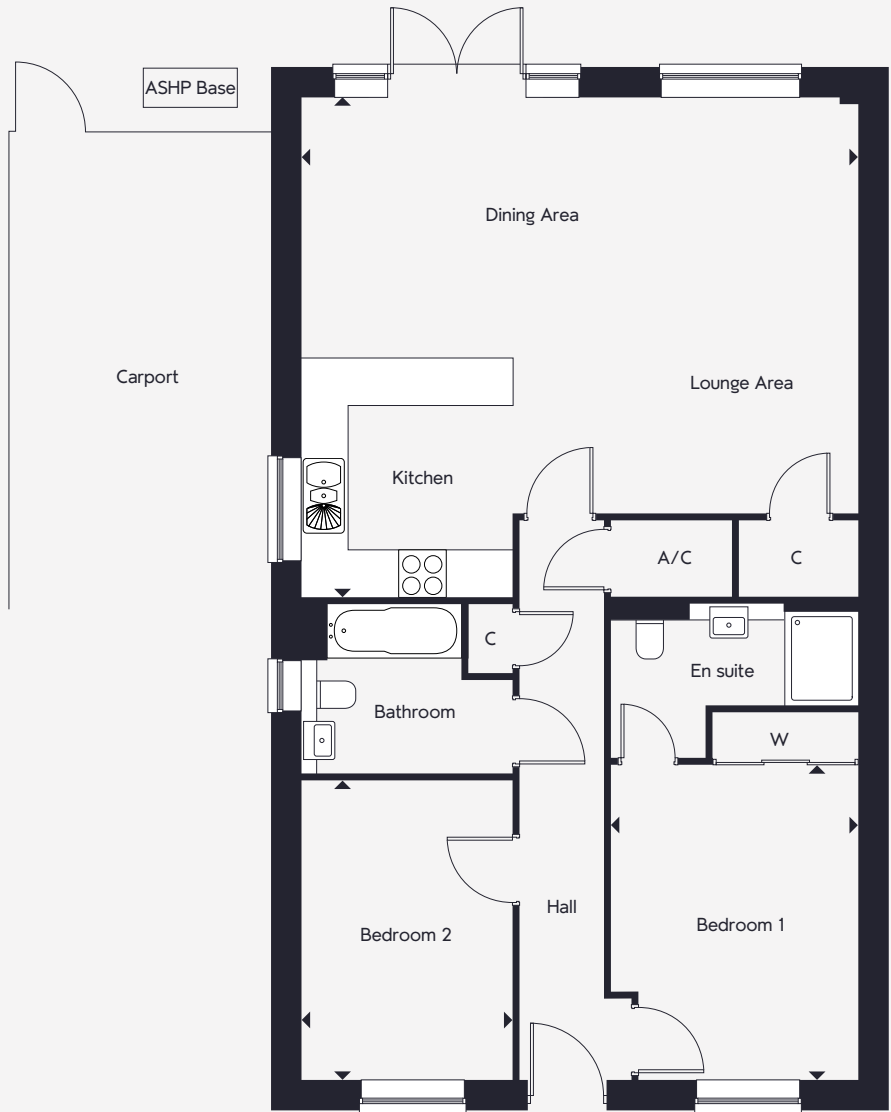 ASHP Base
Dining Area
Carport
Lounge Area
Kitchen
A/C
C
C
En suite
Bathroom
W
Hall
Bedroom 1
Bedroom 2